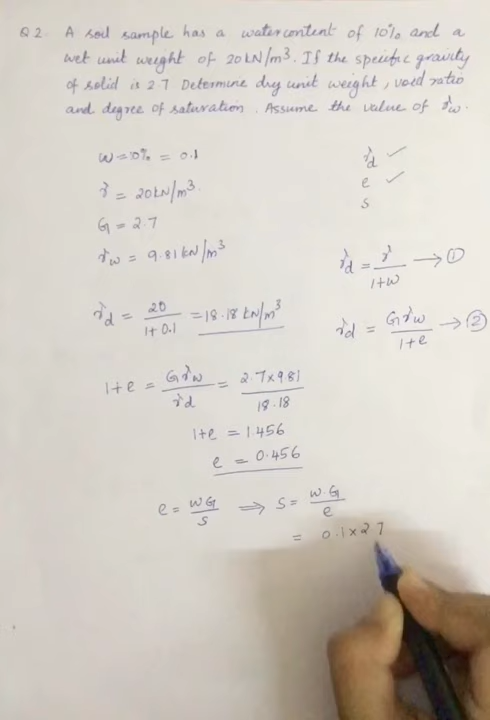 Q2. A soil sample has a water content of 10% and a
wet unit weight of 20 kN/m³. If the specific gravity
of solid is 2.7 Determine dry unit weight, void ratio
and degree of saturation. Assume the value of γw.
w = 10% = 0.1
γd ✓
e ✓
S
γ = 20 kN/m³
G = 2.7
γw = 9.81 kN/m³
γd = γ/(1+w) → ①
γd = 20/(1+0.1) = 18.18 kN/m³
γd = Gγw/(1+e) → ②
1+e = Gγw/γd = 2.7×9.81/18.18
1+e = 1.456
e = 0.456
e = wG/S ⟹ S = w.G/e
= 0.1×2.7